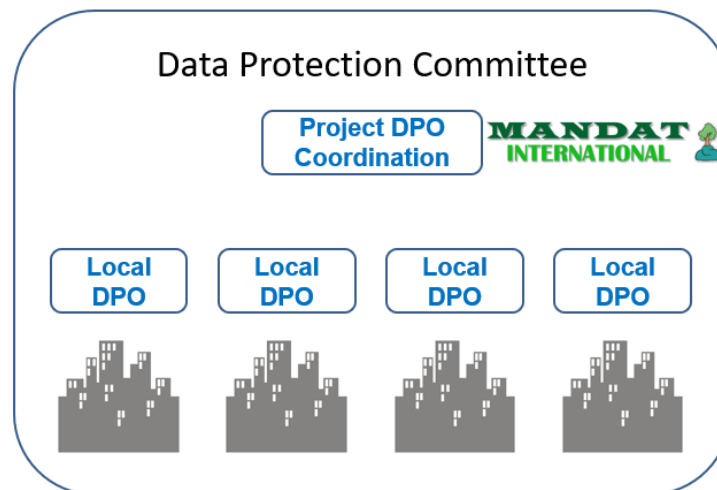 Data Protection Committee
Project DPO
Coordination
MANDAT
INTERNATIONAL
Local
DPO
Local
DPO
Local
DPO
Local
DPO